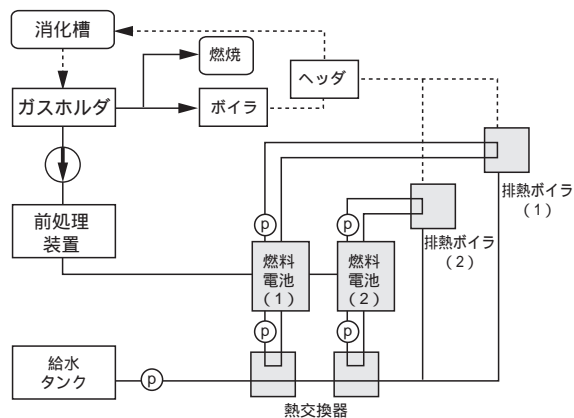 消化槽
燃焼
ヘッダ
ガスホルダ
ボイラ
排熱ボイラ
(1)
前処理
装置
p
p
排熱ボイラ
(2)
燃料
電池
(1)
燃料
電池
(2)
p
p
給水
タンク
p
熱交換器